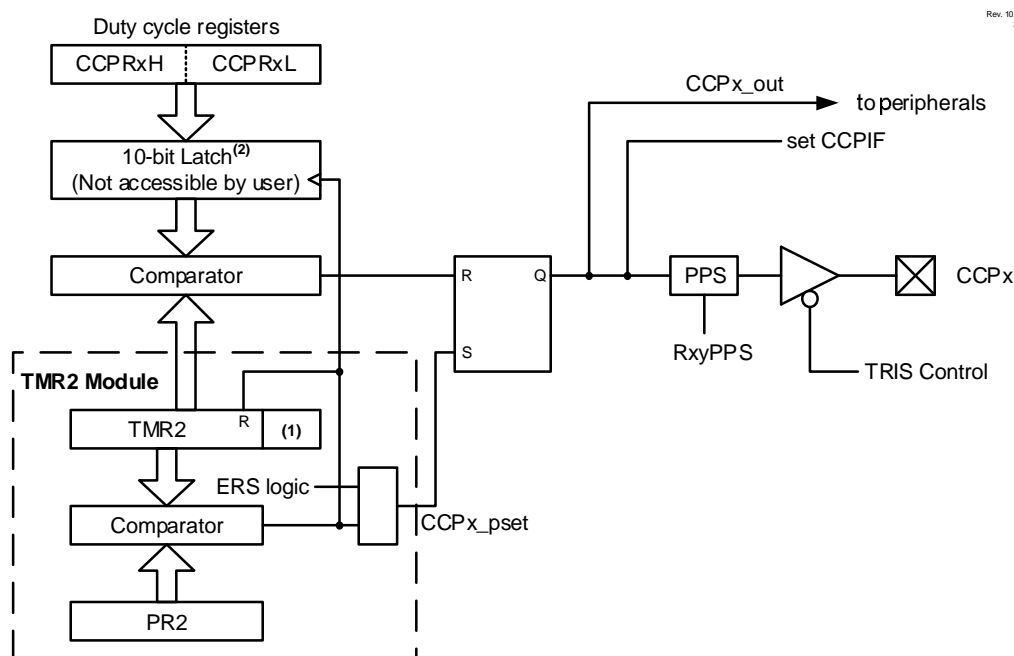 Rev. 10
Duty cycle registers
CCPRxH CCPRxL
CCPx_out
to peripherals
set CCPIF
10-bit Latch(2)
(Not accessible by user)
Comparator
R Q
PPS
CCPx
S
RxyPPS
TRIS Control
TMR2 Module
TMR2 R (1)
ERS logic
Comparator
CCPx_pset
PR2